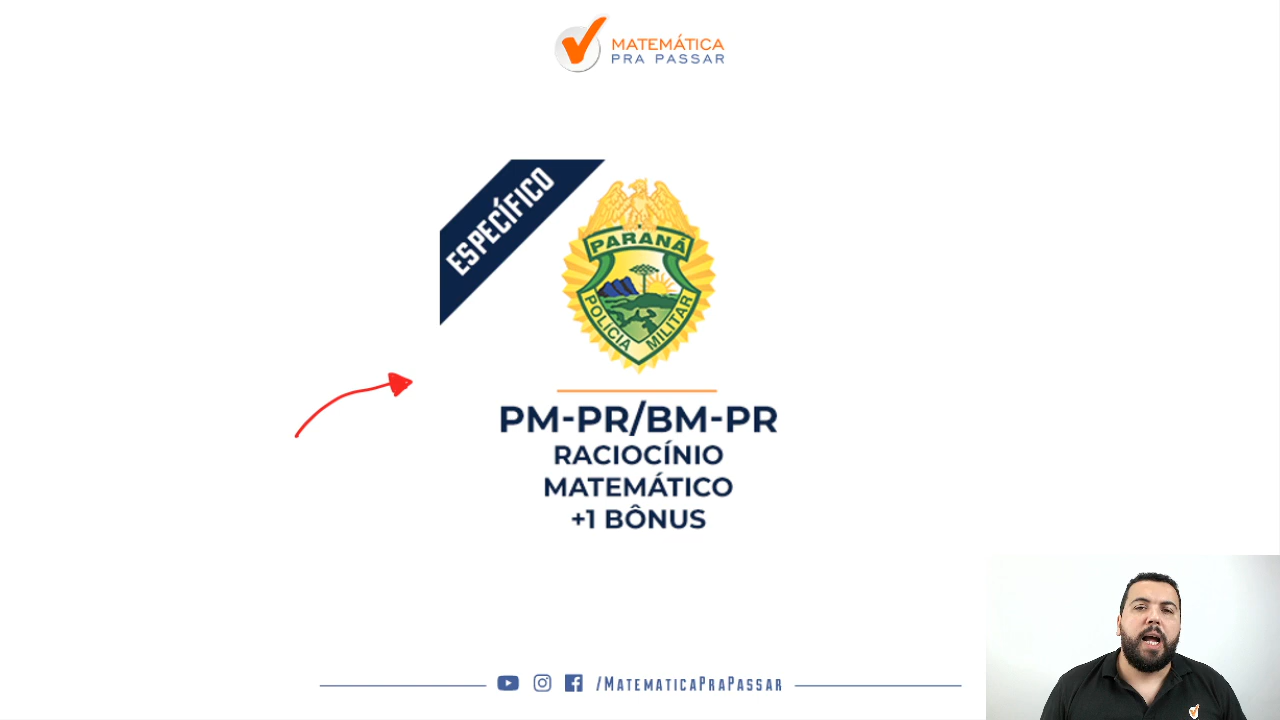 MATEMÁTICA
PRA PASSAR
ESPECÍFICO
PARANÁ
POLÍCIA MILITAR
PM-PR/BM-PR
RACIOCÍNIO
MATEMÁTICO
+1 BÔNUS
/MATEMATICAPRAPASSAR